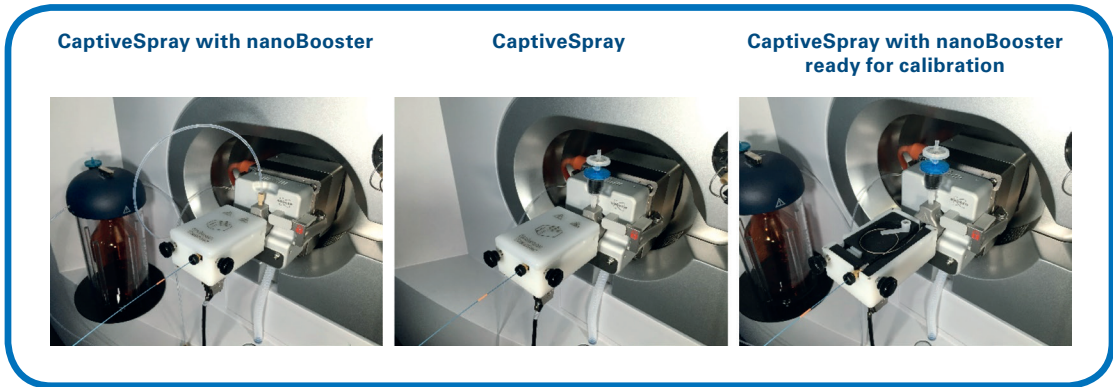 CaptiveSpray with nanoBooster
CaptiveSpray
CaptiveSpray with nanoBooster
ready for calibration